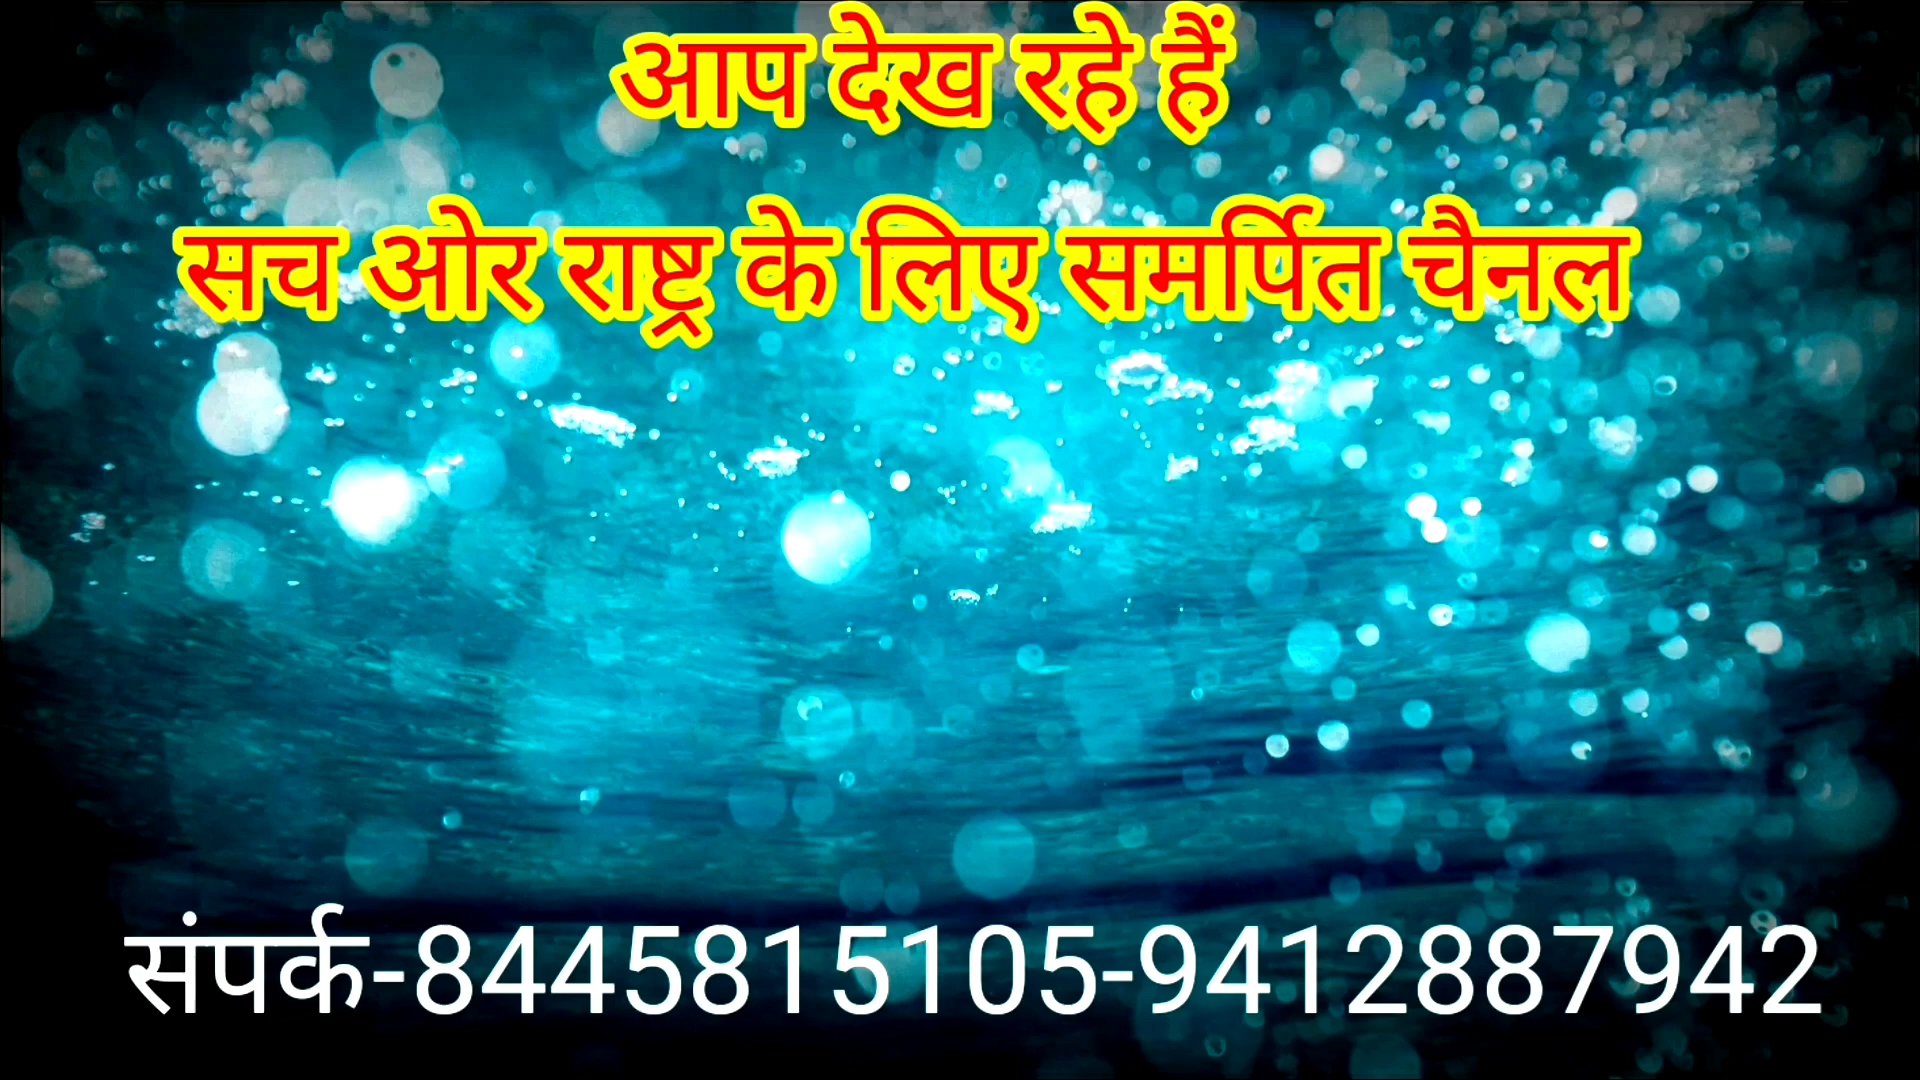 आप देख रहे हैं
सच ओर राष्ट्र के लिए समर्पित चैनल
संपर्क-8445815105-9412887942